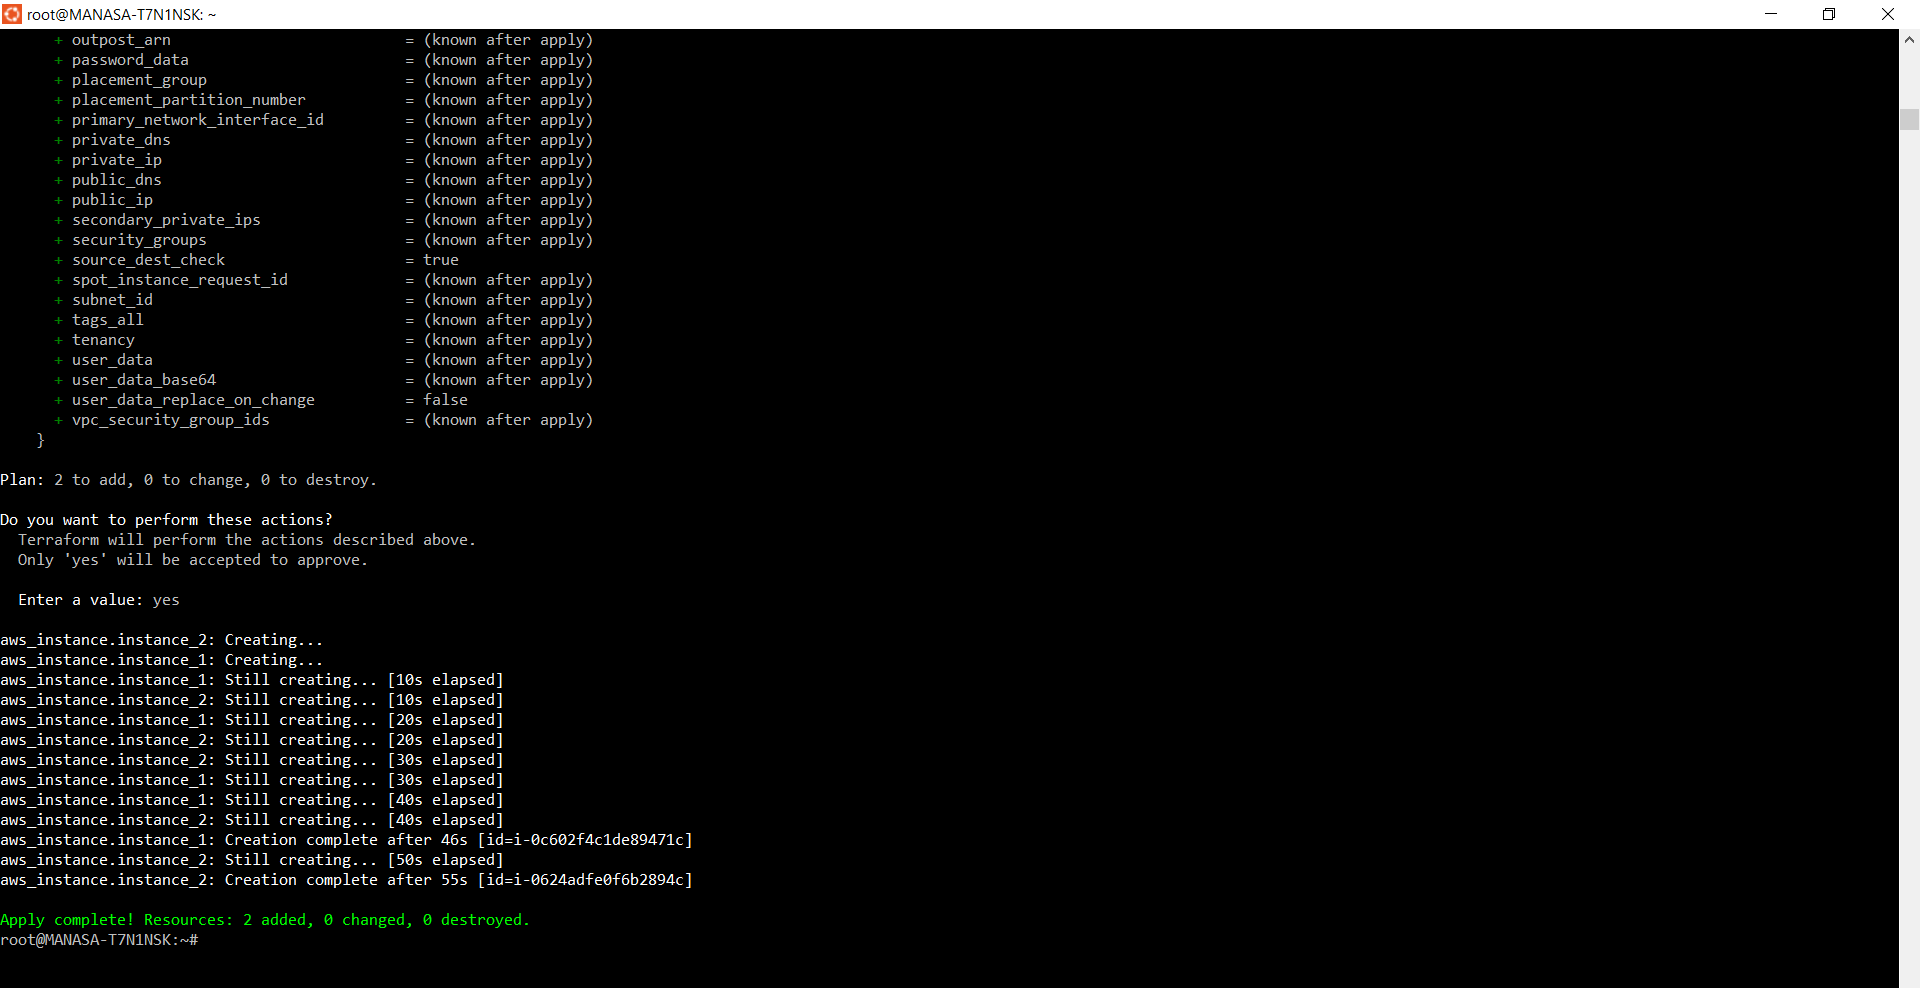 root@MANASA-T7N1NSK: ~
+ outpost_arn = (known after apply)
+ password_data = (known after apply)
+ placement_group = (known after apply)
+ placement_partition_number = (known after apply)
+ primary_network_interface_id = (known after apply)
+ private_dns = (known after apply)
+ private_ip = (known after apply)
+ public_dns = (known after apply)
+ public_ip = (known after apply)
+ secondary_private_ips = (known after apply)
+ security_groups = (known after apply)
+ source_dest_check = true
+ spot_instance_request_id = (known after apply)
+ subnet_id = (known after apply)
+ tags_all = (known after apply)
+ tenancy = (known after apply)
+ user_data = (known after apply)
+ user_data_base64 = (known after apply)
+ user_data_replace_on_change = false
+ vpc_security_group_ids = (known after apply)
}
Plan: 2 to add, 0 to change, 0 to destroy.
Do you want to perform these actions?
Terraform will perform the actions described above.
Only 'yes' will be accepted to approve.
Enter a value: yes
aws_instance.instance_2: Creating...
aws_instance.instance_1: Creating...
aws_instance.instance_1: Still creating... [10s elapsed]
aws_instance.instance_2: Still creating... [10s elapsed]
aws_instance.instance_1: Still creating... [20s elapsed]
aws_instance.instance_2: Still creating... [20s elapsed]
aws_instance.instance_2: Still creating... [30s elapsed]
aws_instance.instance_1: Still creating... [30s elapsed]
aws_instance.instance_1: Still creating... [40s elapsed]
aws_instance.instance_2: Still creating... [40s elapsed]
aws_instance.instance_1: Creation complete after 46s [id=i-0c602f4c1de89471c]
aws_instance.instance_2: Still creating... [50s elapsed]
aws_instance.instance_2: Creation complete after 55s [id=i-0624adfe0f6b2894c]
Apply complete! Resources: 2 added, 0 changed, 0 destroyed.
root@MANASA-T7N1NSK:~#